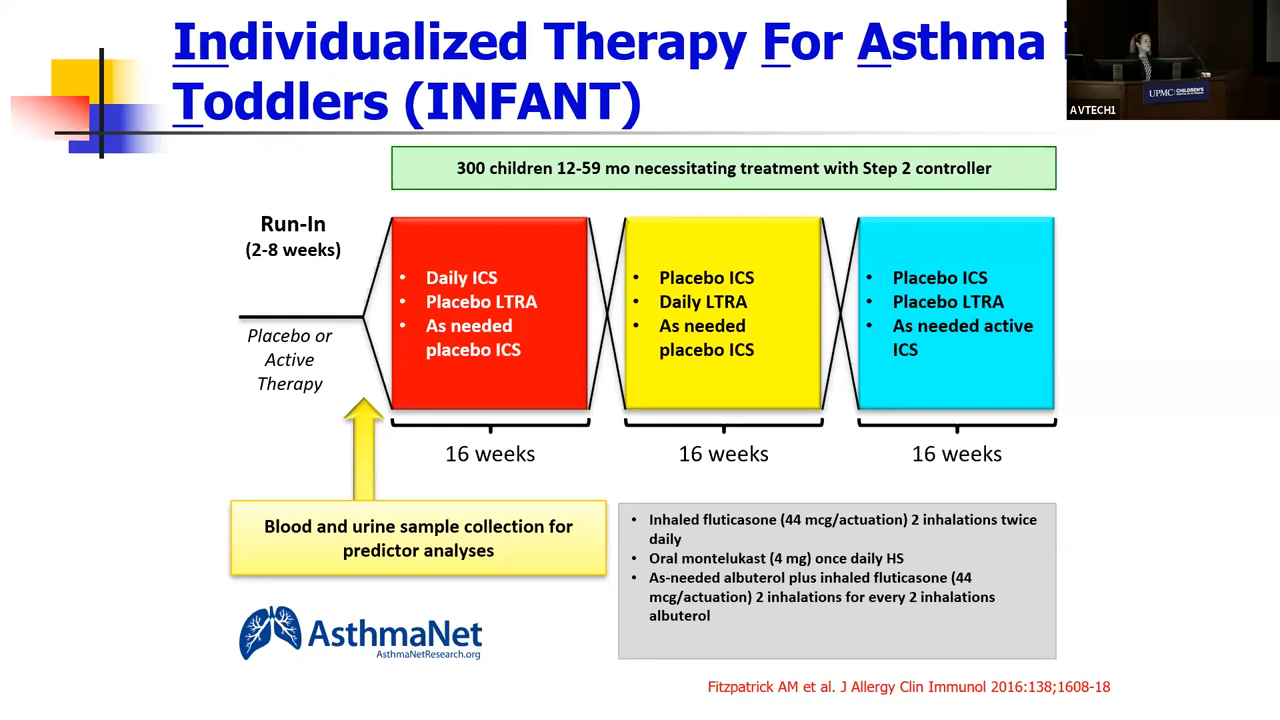 Individualized Therapy For Asthma
Toddlers (INFANT)
AVTECH1
UPMC CHILDREN'S
300 children 12-59 mo necessitating treatment with Step 2 controller
Run-In
(2-8 weeks)
Placebo or
Active
Therapy
• Daily ICS
• Placebo LTRA
• As needed
placebo ICS
• Placebo ICS
• Daily LTRA
• As needed
placebo ICS
• Placebo ICS
• Placebo LTRA
• As needed active
ICS
16 weeks
16 weeks
16 weeks
Blood and urine sample collection for
predictor analyses
• Inhaled fluticasone (44 mcg/actuation) 2 inhalations twice
daily
• Oral montelukast (4 mg) once daily HS
• As-needed albuterol plus inhaled fluticasone (44
mcg/actuation) 2 inhalations for every 2 inhalations
albuterol
AsthmaNet
AsthmaNetResearch.org
Fitzpatrick AM et al. J Allergy Clin Immunol 2016:138;1608-18